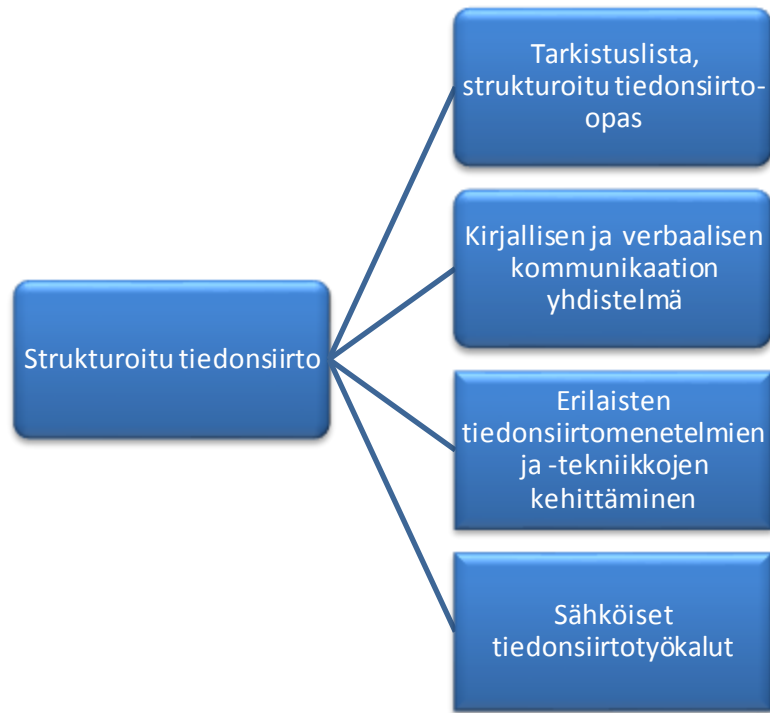 Tarkistuslista,
strukturoitu tiedonsiirto-
opas
Kirjallisen ja verbaalisen
kommunikaation
yhdistelmä
Strukturoitu tiedonsiirto
Erilaisten
tiedonsiirtomenetelmien
ja -tekniikkojen
kehittäminen
Sähköiset
tiedonsiirtotyökalut